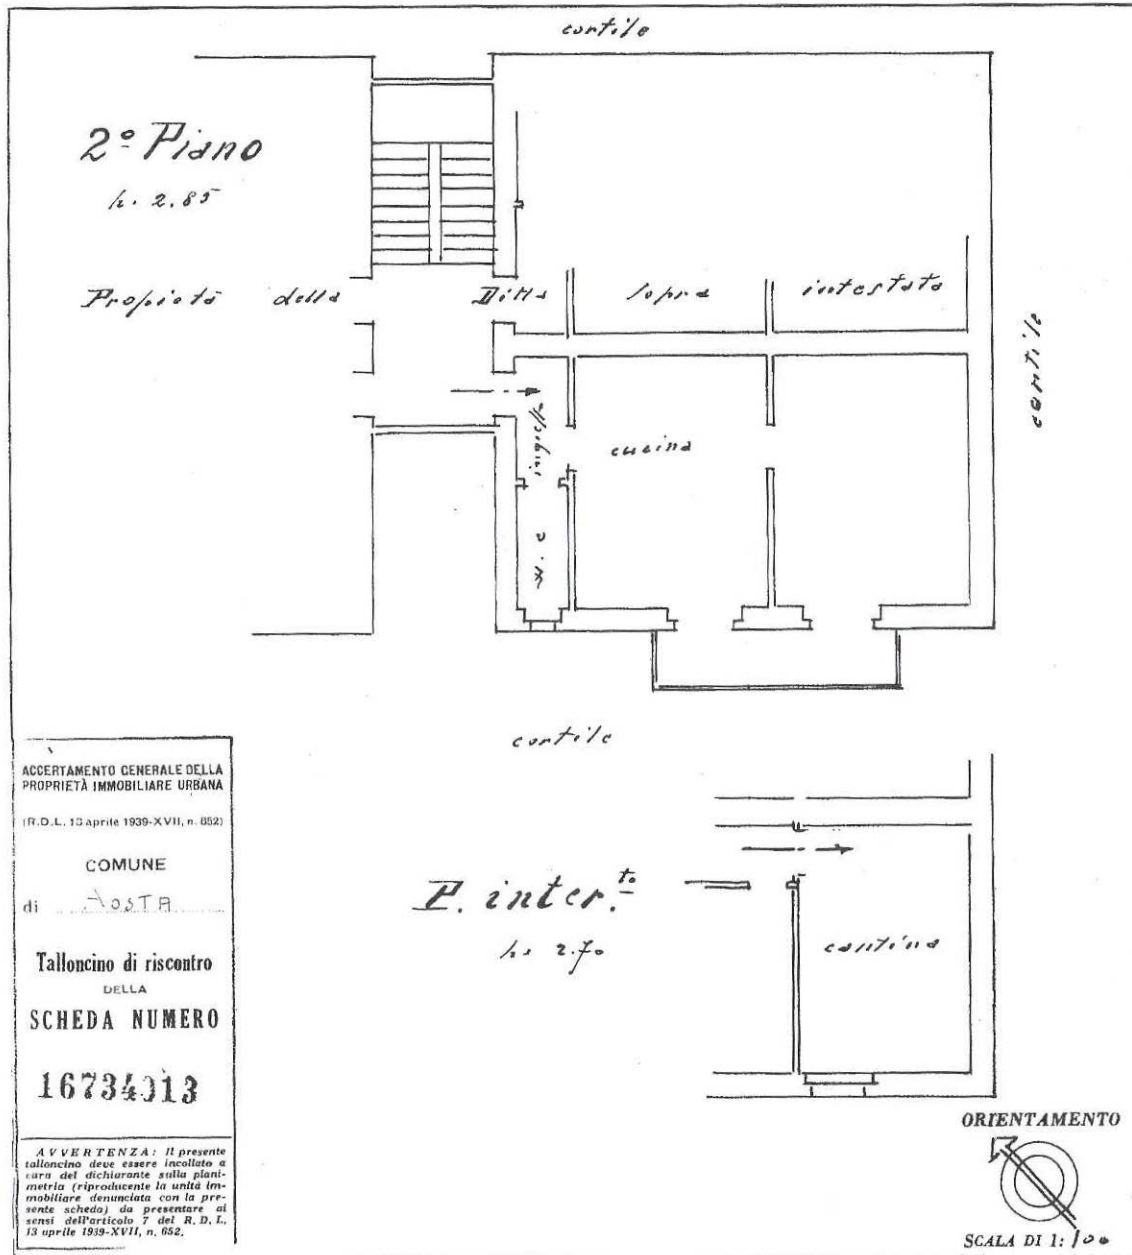 cortile
2° Piano
h. 2.85
Propietà della Ditta sopra intestata
cortile
cucina
w.c
cortile
ACCERTAMENTO GENERALE DELLA
PROPRIETÀ IMMOBILIARE URBANA
(R.D.L. 13 aprile 1939-XVII, n. 652)
COMUNE
di AOSTA
Talloncino di riscontro
DELLA
SCHEDA NUMERO
16734013
AVVERTENZA: Il presente
talloncino deve essere incollato a
cura del dichiarante sulla plani-
metria (riproducente la unità im-
mobiliare denunciata con la pre-
sente scheda) da presentare ai
sensi dell'articolo 7 del R. D. L.
13 aprile 1939-XVII, n. 652.
P. inter.to
h. 2.70
cantina
ORIENTAMENTO
SCALA DI 1: 100